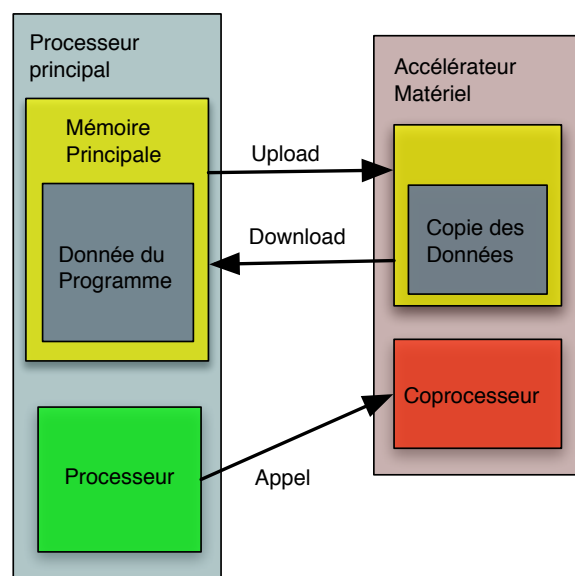 Processeur
principal
Mémoire
Principale
Donnée du
Programme
Processeur
Upload
Download
Appel
Accélérateur
Matériel
Copie des
Données
Coprocesseur